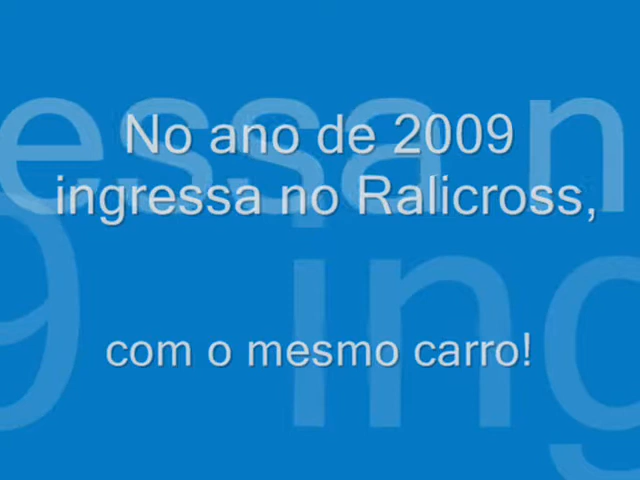 No ano de 2009
ingressa no Ralicross,
com o mesmo carro!